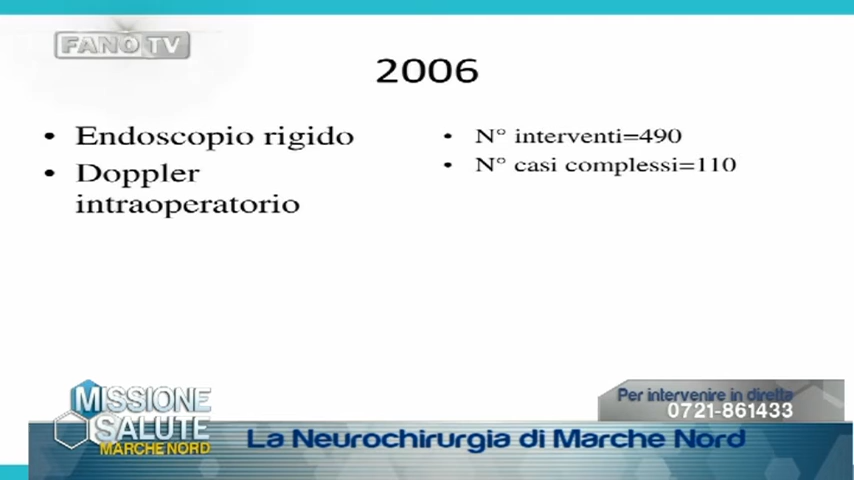 FANO TV
2006
• Endoscopio rigido
• Doppler
intraoperatorio
• N° interventi=490
• N° casi complessi=110
MISSIONE
SALUTE
MARCHE NORD
Per intervenire in diretta
0721-861433
La Neurochirurgia di Marche Nord